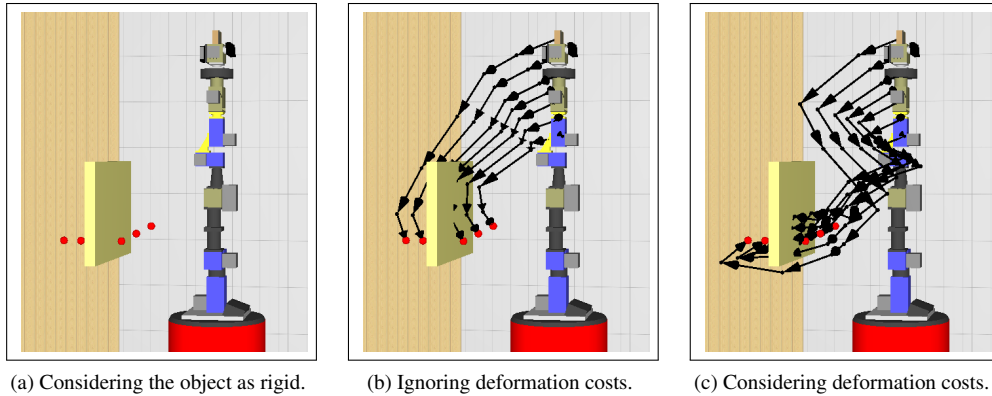 (a) Considering the object as rigid.
(b) Ignoring deformation costs.
(c) Considering deformation costs.